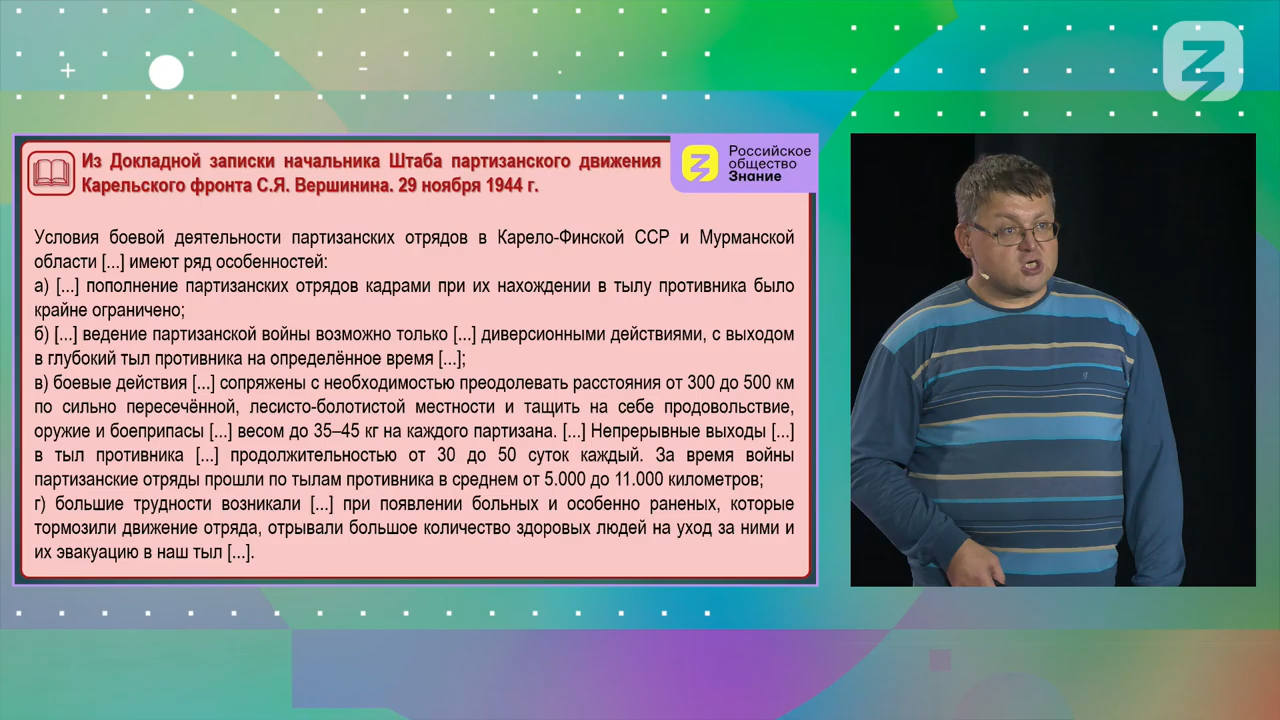 Из Докладной записки начальника Штаба партизанского движения
Карельского фронта С.Я. Вершинина. 29 ноября 1944 г.
Российское
общество
Знание
Условия боевой деятельности партизанских отрядов в Карело-Финской ССР и Мурманской
области [...] имеют ряд особенностей:
а) [...] пополнение партизанских отрядов кадрами при их нахождении в тылу противника было
крайне ограничено;
б) [...] ведение партизанской войны возможно только [...] диверсионными действиями, с выходом
в глубокий тыл противника на определённое время [...];
в) боевые действия [...] сопряжены с необходимостью преодолевать расстояния от 300 до 500 км
по сильно пересечённой, лесисто-болотистой местности и тащить на себе продовольствие,
оружие и боеприпасы [...] весом до 35–45 кг на каждого партизана. [...] Непрерывные выходы [...]
в тыл противника [...] продолжительностью от 30 до 50 суток каждый. За время войны
партизанские отряды прошли по тылам противника в среднем от 5.000 до 11.000 километров;
г) большие трудности возникали [...] при появлении больных и особенно раненых, которые
тормозили движение отряда, отрывали большое количество здоровых людей на уход за ними и
их эвакуацию в наш тыл [...].